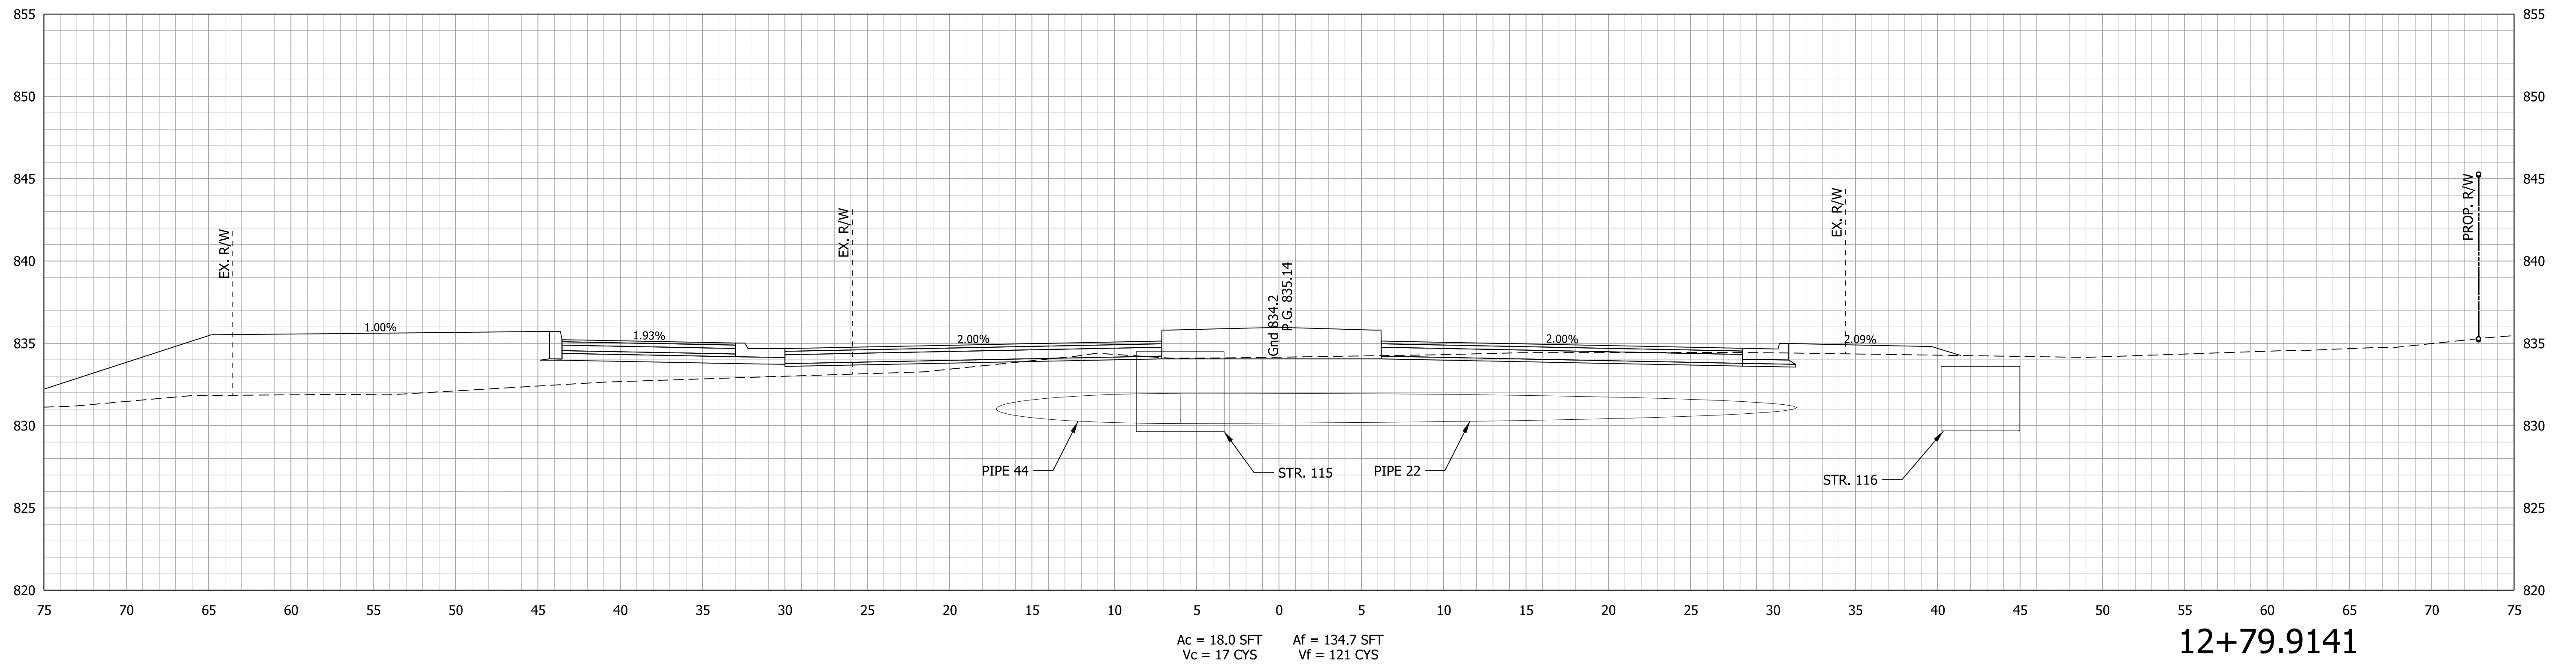 855 855
850 850
845 845
840 840
835 835
830 830
825 825
820 820
EX. R/W
EX. R/W
EX. R/W
PROP. R/W
Gnd 834.2
P.G. 835.14
1.00%
1.93%
2.00%
2.00%
2.09%
PIPE 44
STR. 115
PIPE 22
STR. 116
75 70 65 60 55 50 45 40 35 30 25 20 15 10 5 0 5 10 15 20 25 30 35 40 45 50 55 60 65 70 75
Ac = 18.0 SFT Af = 134.7 SFT
Vc = 17 CYS Vf = 121 CYS
12+79.9141